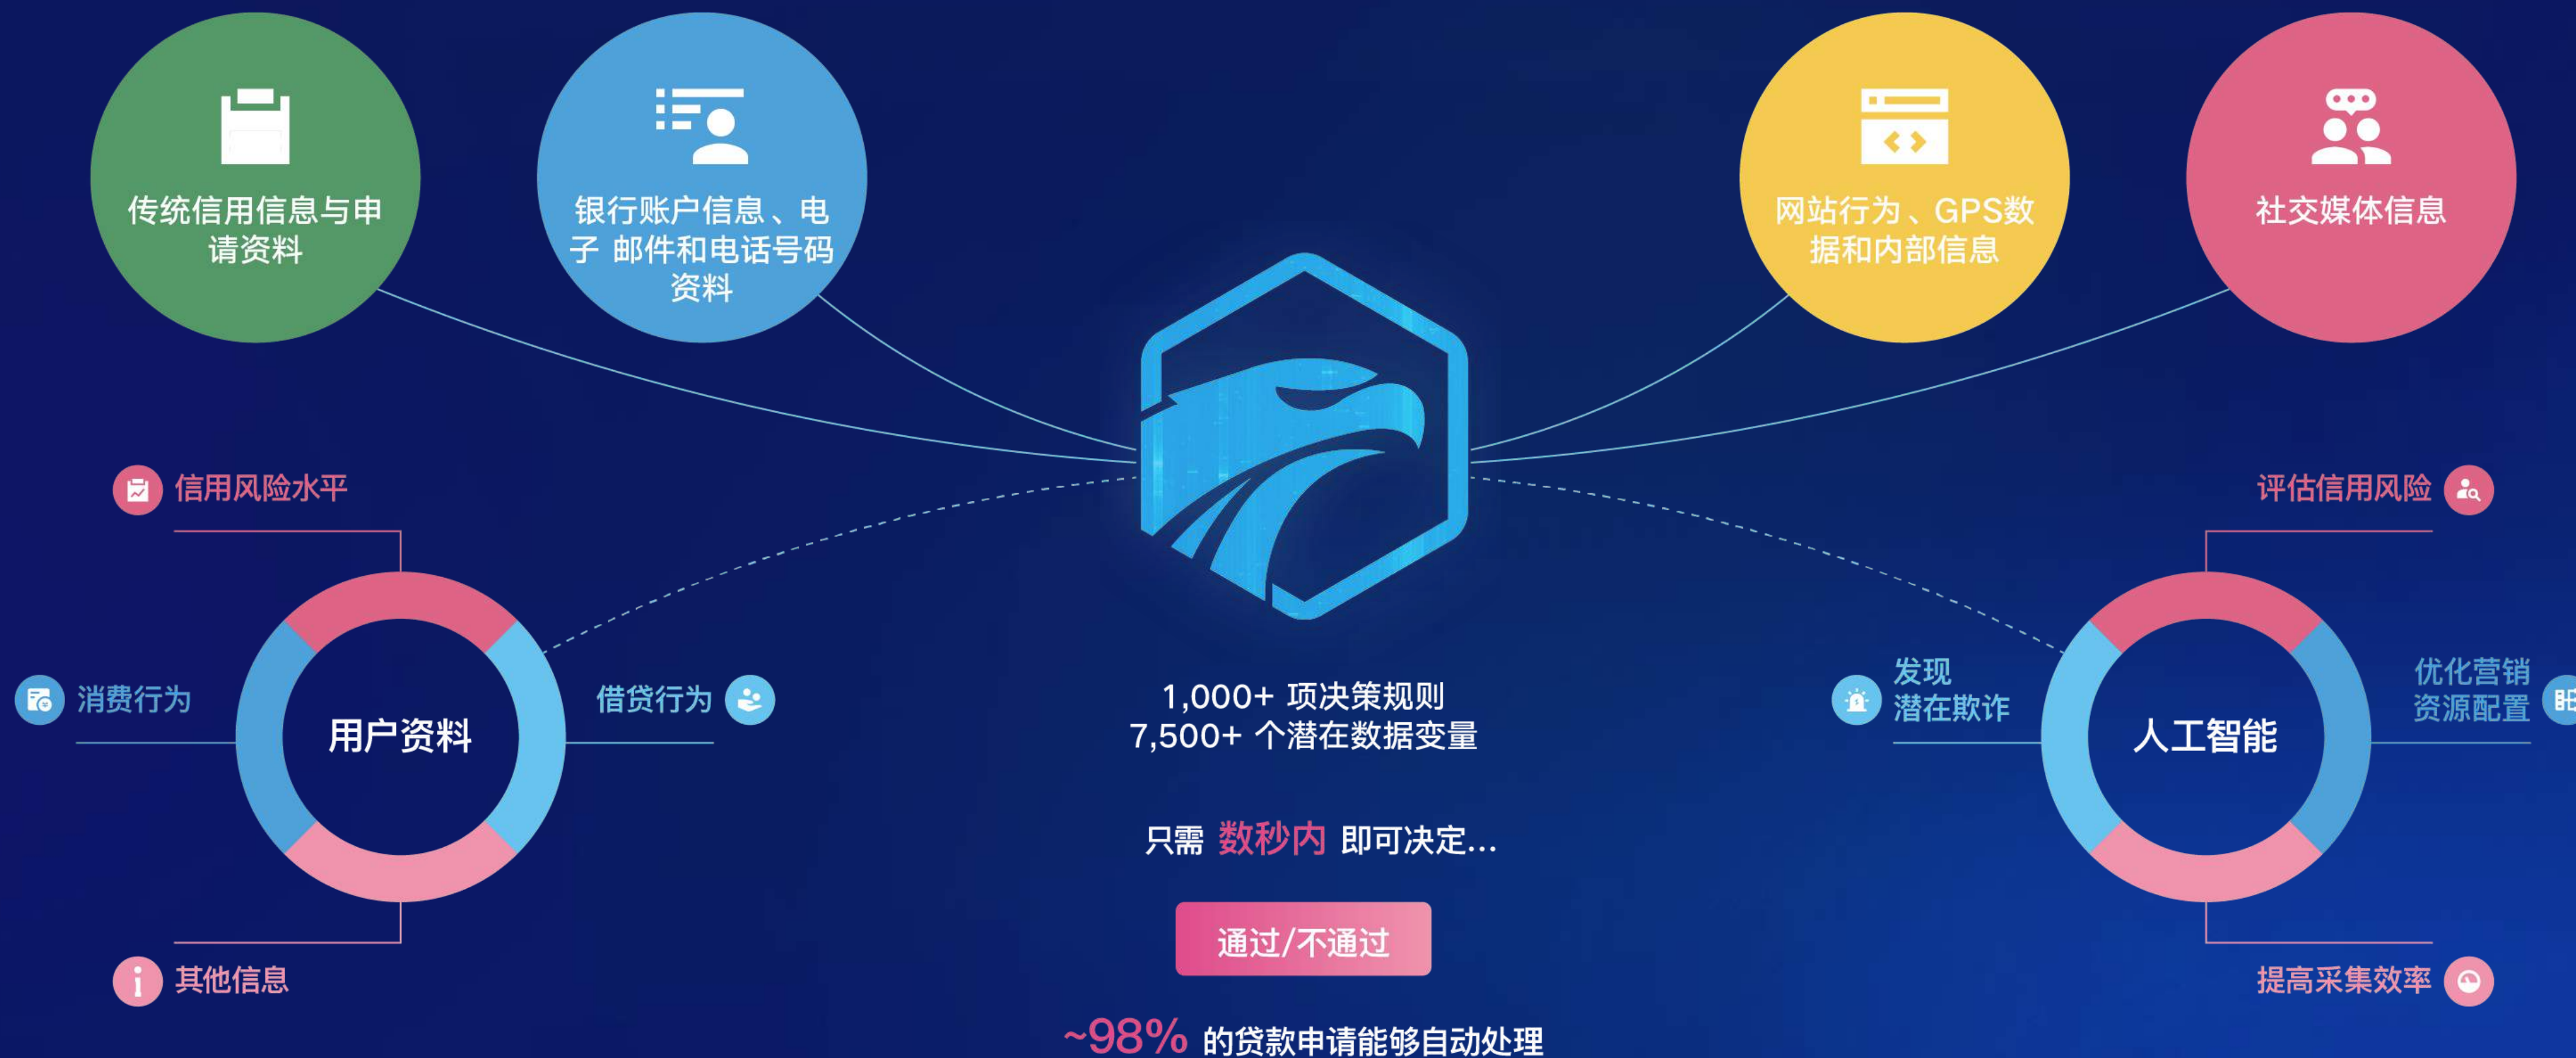 传统信用信息与申
请资料
银行账户信息、电
子 邮件和电话号码
资料
网站行为、GPS数
据和内部信息
社交媒体信息
信用风险水平
消费行为
用户资料
借贷行为
其他信息
1,000+ 项决策规则
7,500+ 个潜在数据变量
只需 数秒内 即可决定...
通过/不通过
~98% 的贷款申请能够自动处理
评估信用风险
发现
潜在欺诈
人工智能
优化营销
资源配置
提高采集效率